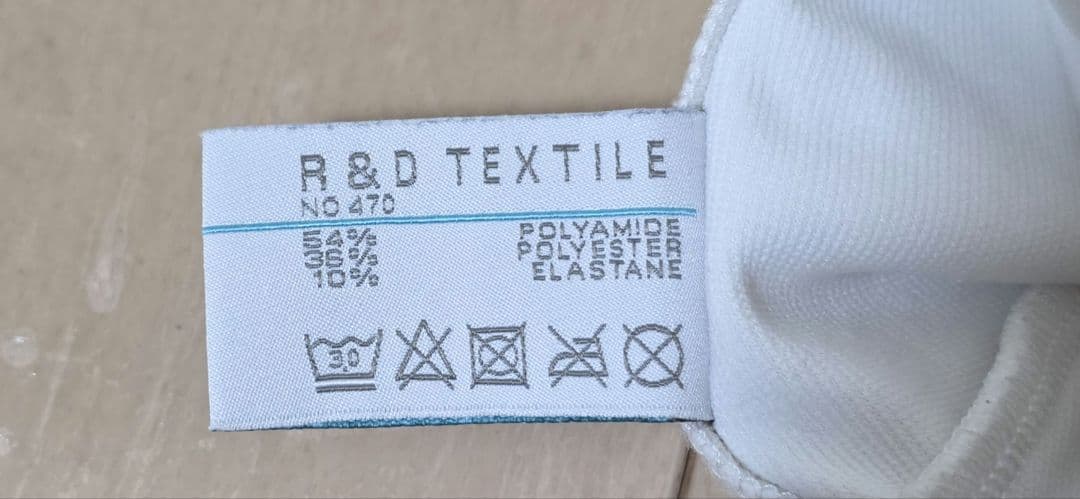 R & D TEXTILE
NO 470
54% POLYAMIDE
36% POLYESTER
10% ELASTANE
30